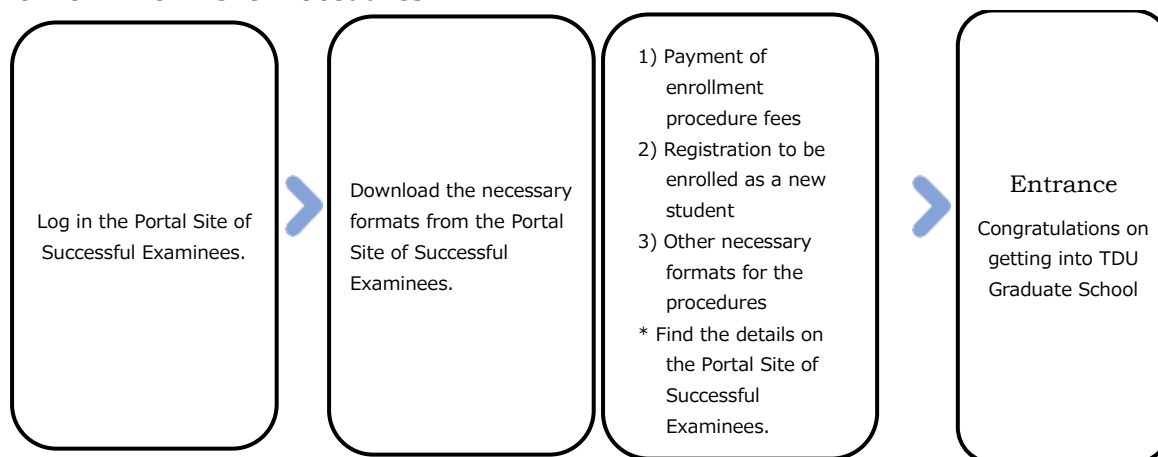 Log in the Portal Site of
Successful Examinees.
Download the necessary
formats from the Portal
Site of Successful
Examinees.
1) Payment of
enrollment
procedure fees
2) Registration to be
enrolled as a new
student
3) Other necessary
formats for the
procedures
* Find the details on
the Portal Site of
Successful
Examinees.
Entrance
Congratulations on
getting into TDU
Graduate School